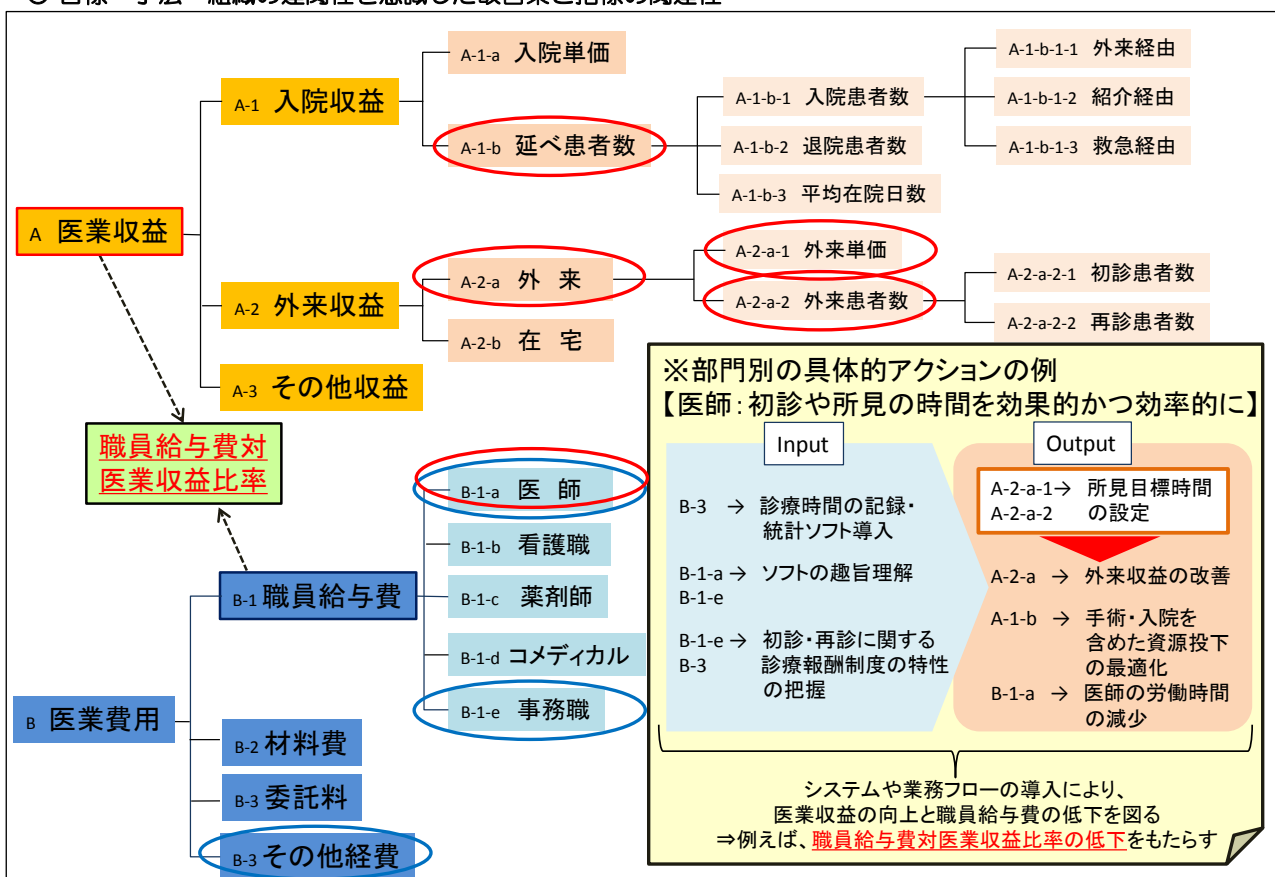 A 医業収益
A-1 入院収益
A-1-a 入院単価
A-1-b 延べ患者数
A-1-b-1 入院患者数
A-1-b-1-1 外来経由
A-1-b-1-2 紹介経由
A-1-b-1-3 救急経由
A-1-b-2 退院患者数
A-1-b-3 平均在院日数
A-2 外来収益
A-2-a 外 来
A-2-a-1 外来単価
A-2-a-2 外来患者数
A-2-a-2-1 初診患者数
A-2-a-2-2 再診患者数
A-2-b 在 宅
A-3 その他収益
職員給与費対
医業収益比率
B 医業費用
B-1 職員給与費
B-1-a 医 師
B-1-b 看護職
B-1-c 薬剤師
B-1-d コメディカル
B-1-e 事務職
B-2 材料費
B-3 委託料
B-3 その他経費
※部門別の具体的アクションの例
【医師:初診や所見の時間を効果的かつ効率的に】
Input
B-3 → 診療時間の記録・
統計ソフト導入
B-1-a → ソフトの趣旨理解
B-1-e
B-1-e → 初診・再診に関する
B-3 診療報酬制度の特性
の把握
Output
A-2-a-1→ 所見目標時間
A-2-a-2 の設定
A-2-a → 外来収益の改善
A-1-b → 手術・入院を
含めた資源投下
の最適化
B-1-a → 医師の労働時間
の減少
システムや業務フローの導入により、
医業収益の向上と職員給与費の低下を図る
⇒例えば、職員給与費対医業収益比率の低下をもたらす